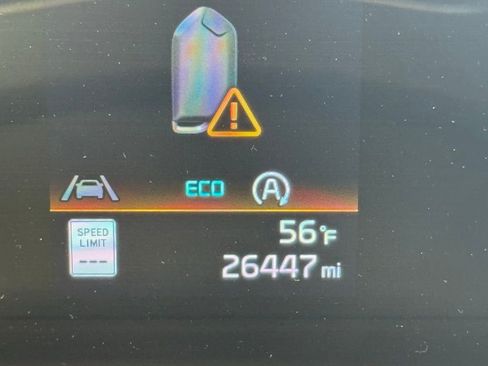 ECO A
SPEED
LIMIT
---
56°F
26447 mi